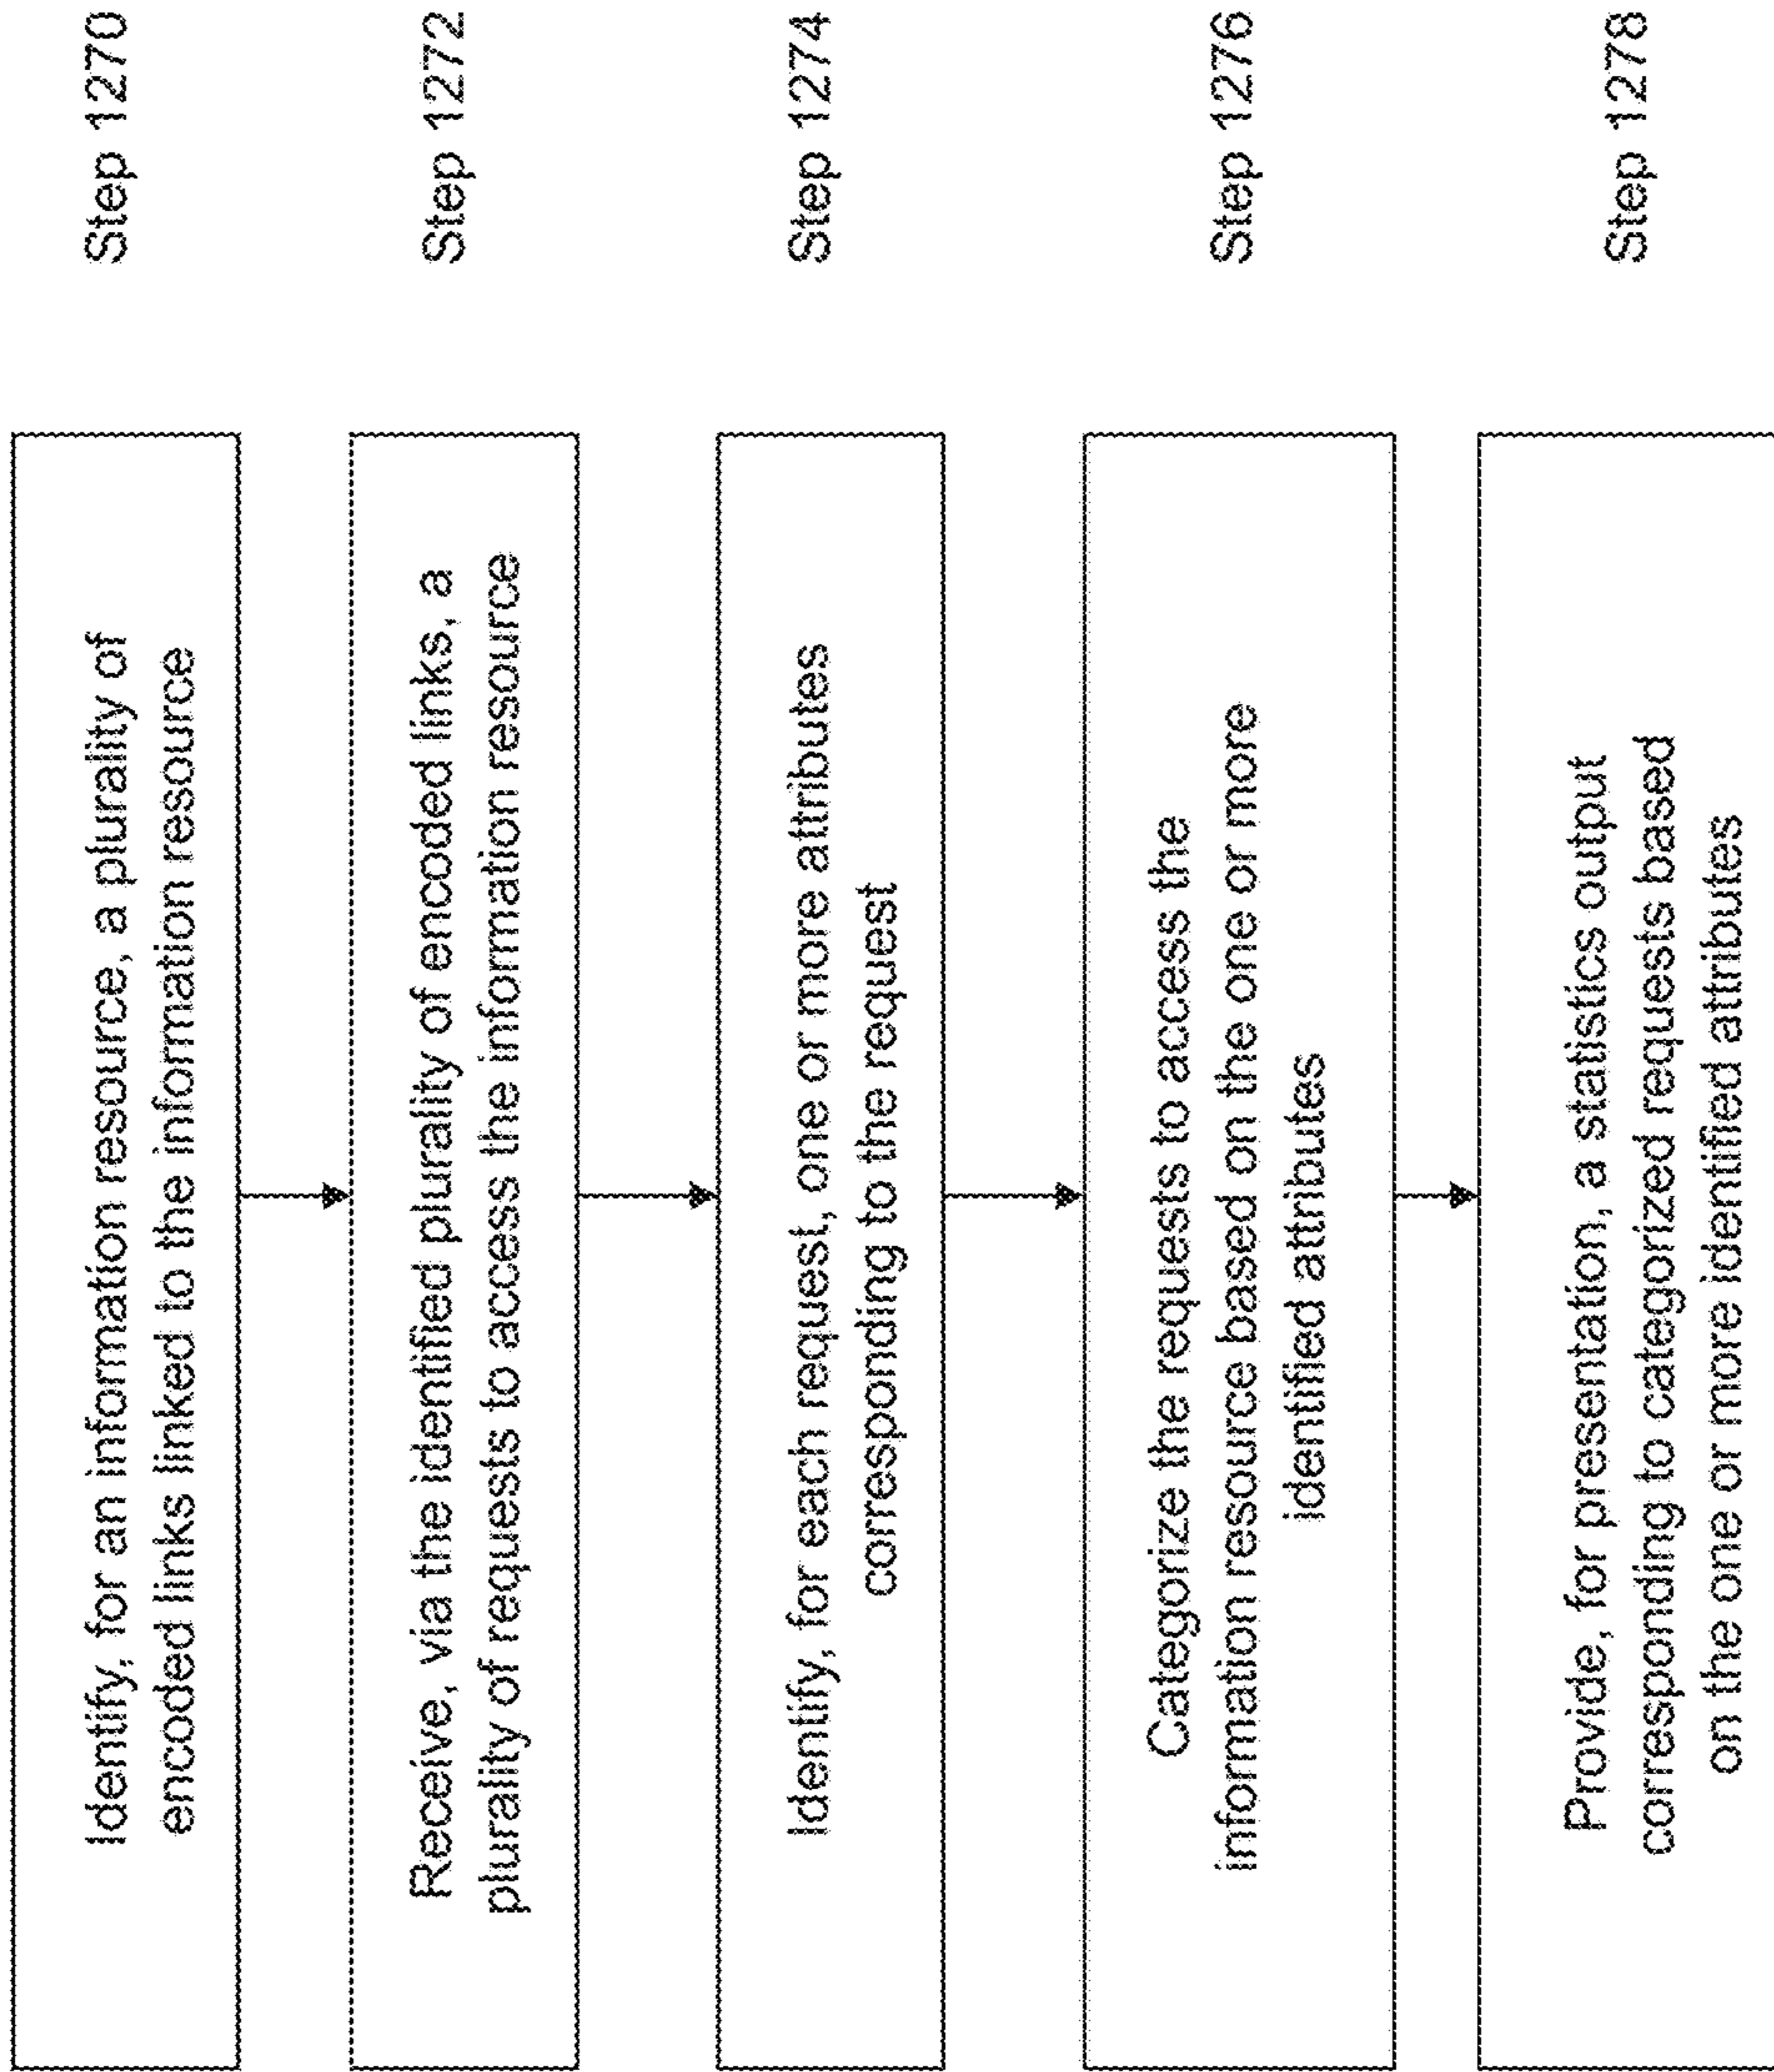 Identify, for an information resource, a plurality of
encoded links linked to the information resource
Step 1270
Receive, via the identified plurality of encoded links, a
plurality of requests to access the information resource
Step 1272
Identify, for each request, one or more attributes
corresponding to the request
Step 1274
Categorize the requests to access the
information resource based on the one or more
identified attributes
Step 1276
Provide, for presentation, a statistics output
corresponding to categorized requests based
on the one or more identified attributes
Step 1278